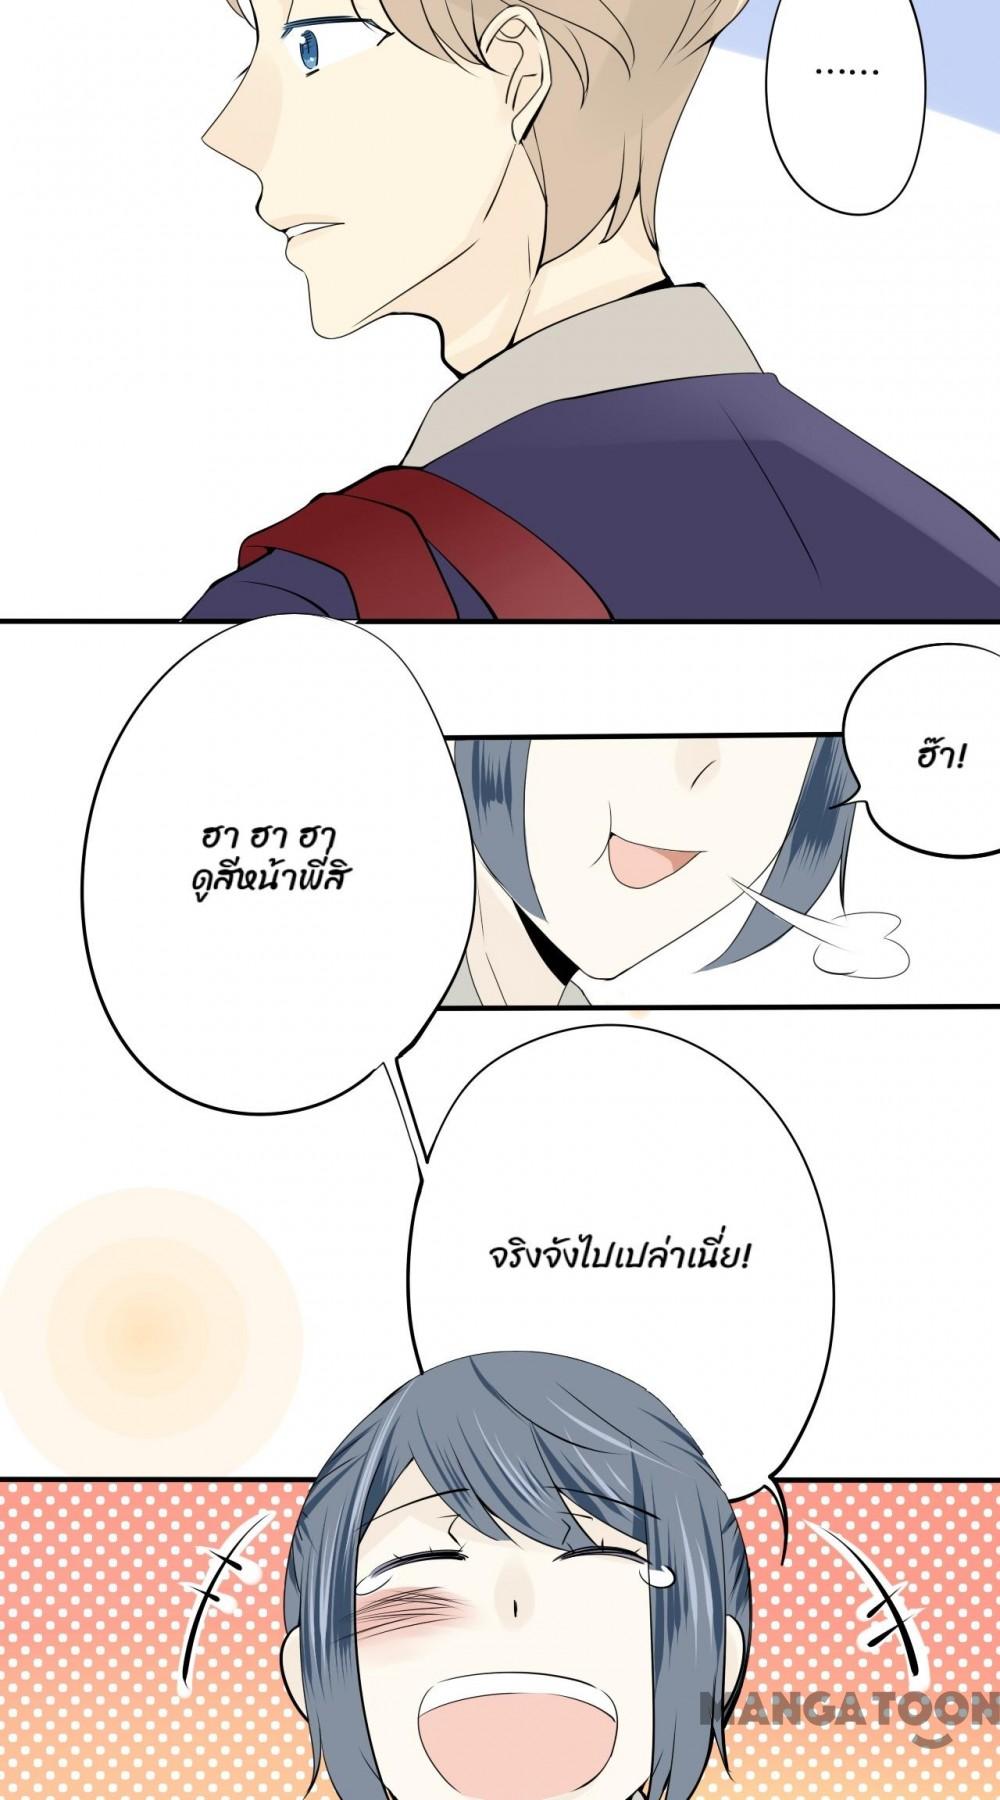 ......
ฮ๊า!
ฮา ฮา ฮา
ดูสีหน้าพี่สิ
จริงจังไปเปล่าเนี่ย!
MANGATOON